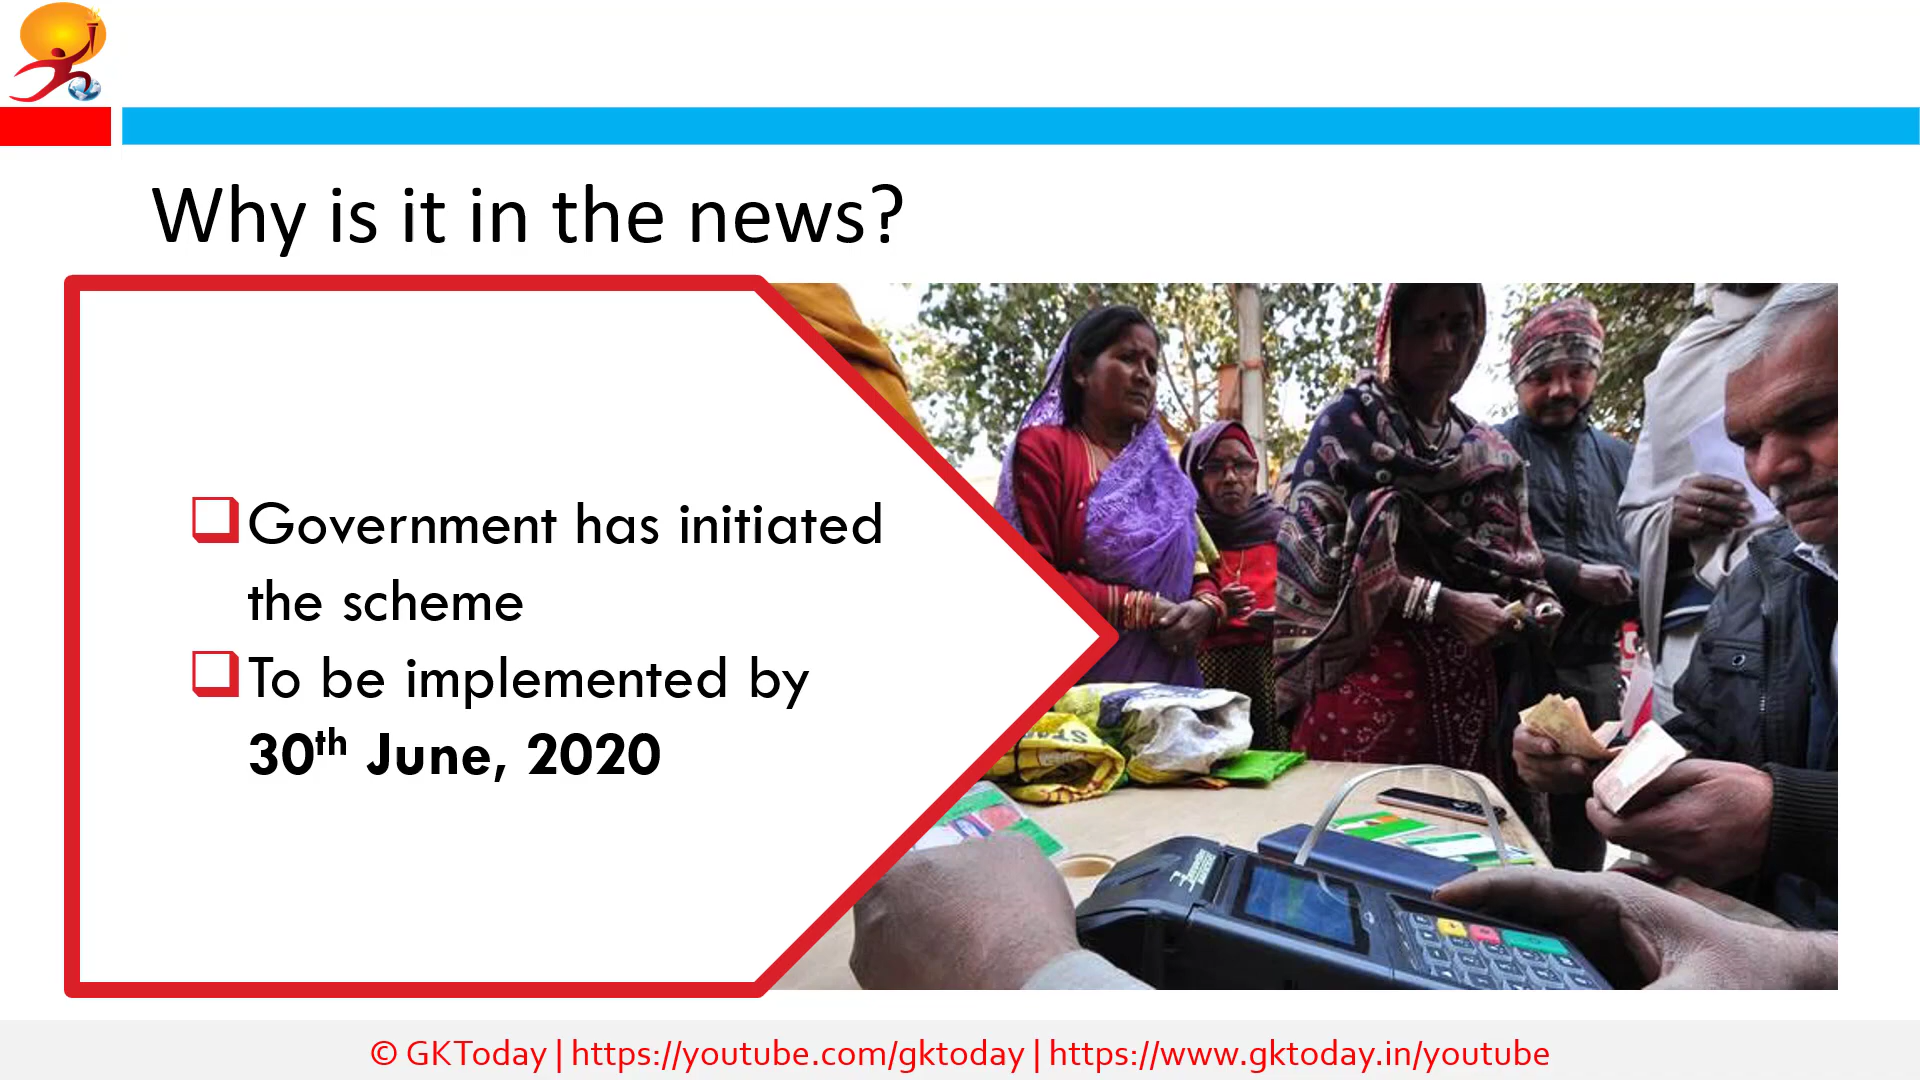 Why is it in the news?
Government has initiated
the scheme
To be implemented by
30th June, 2020
© GKToday | https://youtube.com/gktoday | https://www.gktoday.in/youtube